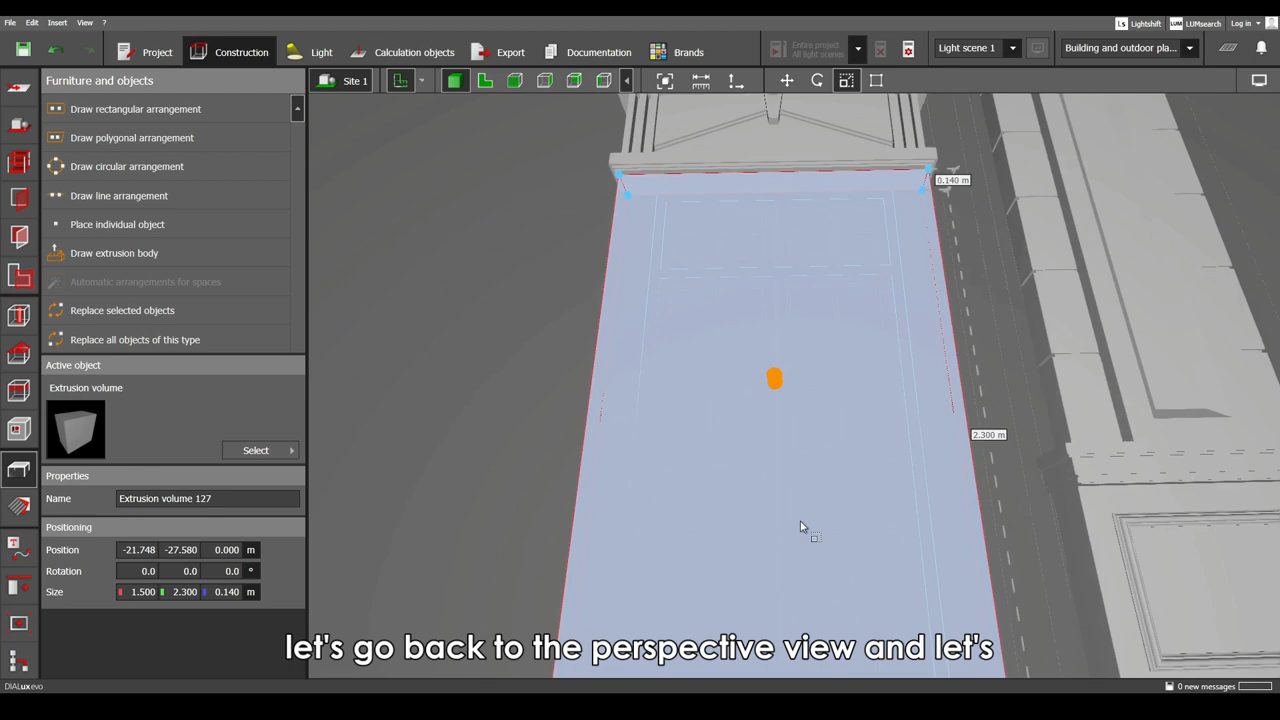 File Edit Insert View ?
Ls Lightshift LUM LUMsearch Log in
Project Construction Light Calculation objects Export Documentation Brands Entire project All light scenes Light scene 1 Building and outdoor pla...
Furniture and objects
Site 1
Draw rectangular arrangement
Draw polygonal arrangement
Draw circular arrangement
Draw line arrangement
Place individual object
Draw extrusion body
Automatic arrangements for spaces
Replace selected objects
Replace all objects of this type
Active object
Extrusion volume
Select
Properties
Name Extrusion volume 127
Positioning
Position -21.748 -27.580 0.000 m
Rotation 0.0 0.0 0.0 °
Size 1.500 2.300 0.140 m
0.140 m
2.300 m
let's go back to the perspective view and let's
DIALux evo
0 new messages